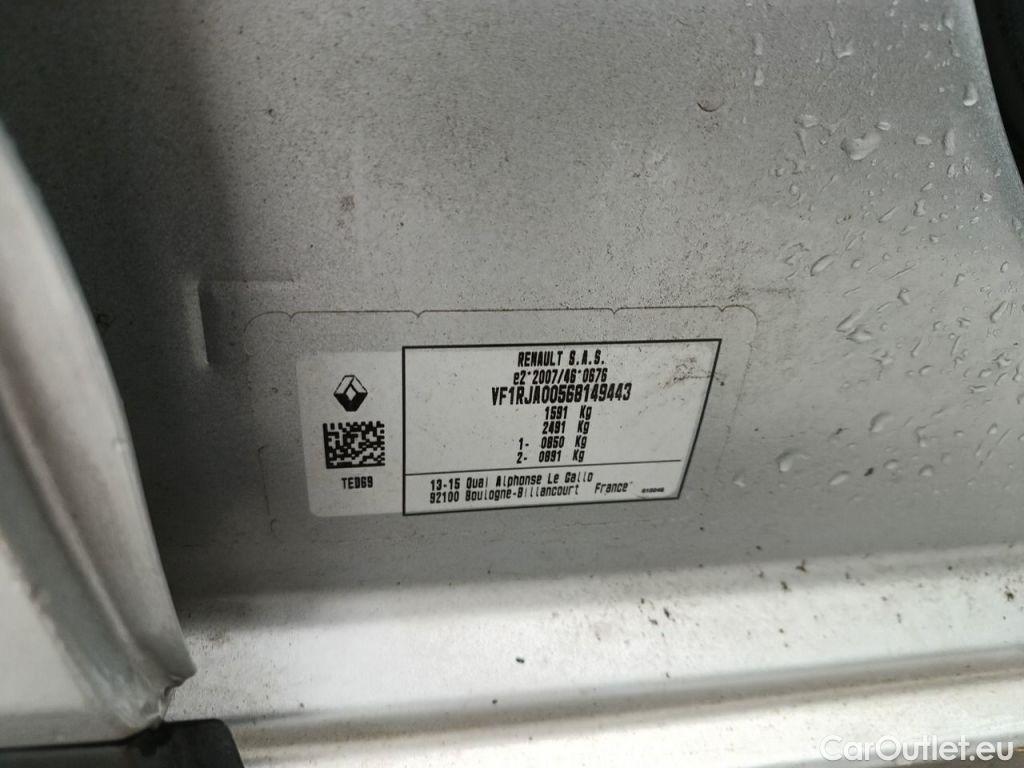 RENAULT S.A.S.
e2*2007/46*0676
VF1RJA00568149443
1591 Kg
2491 Kg
1- 0850 Kg
2- 0891 Kg
TED69
13-15 Quai Alphonse Le Gallo
92100 Boulogne-Billancourt France
CarOutlet.eu